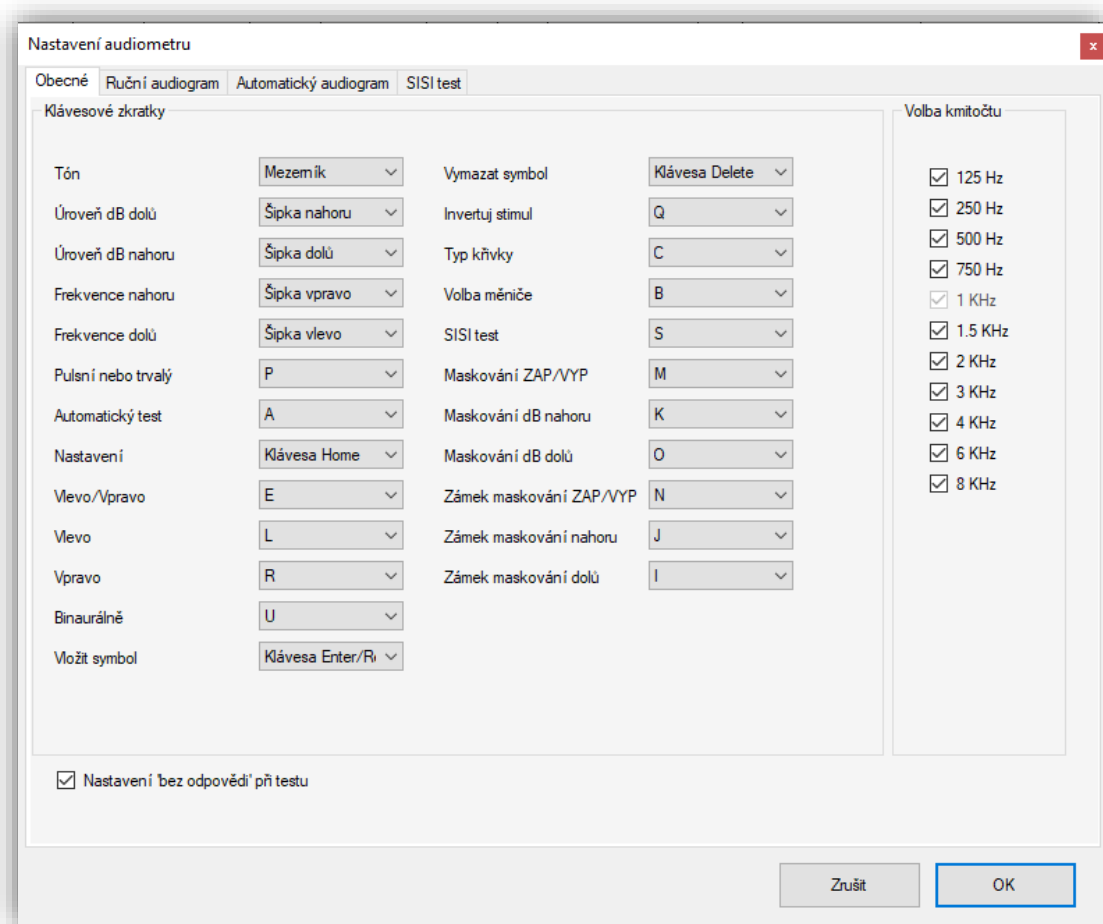 Nastavení audiometru
x
Obecné Ruční audiogram Automatický audiogram SISI test
Klávesové zkratky
Tón Mezerník
Úroveň dB dolů Šipka nahoru
Úroveň dB nahoru Šipka dolů
Frekvence nahoru Šipka vpravo
Frekvence dolů Šipka vlevo
Pulsní nebo trvalý P
Automatický test A
Nastavení Klávesa Home
Vlevo/Vpravo E
Vlevo L
Vpravo R
Binaurálně U
Vložit symbol Klávesa Enter/R
Vymazat symbol Klávesa Delete
Invertuj stimul Q
Typ křivky C
Volba měniče B
SISI test S
Maskování ZAP/VYP M
Maskování dB nahoru K
Maskování dB dolů O
Zámek maskování ZAP/VYP N
Zámek maskování nahoru J
Zámek maskování dolů I
Volba kmitočtu
125 Hz
250 Hz
500 Hz
750 Hz
1 KHz
1.5 KHz
2 KHz
3 KHz
4 KHz
6 KHz
8 KHz
Nastavení 'bez odpovědi' při testu
Zrušit OK